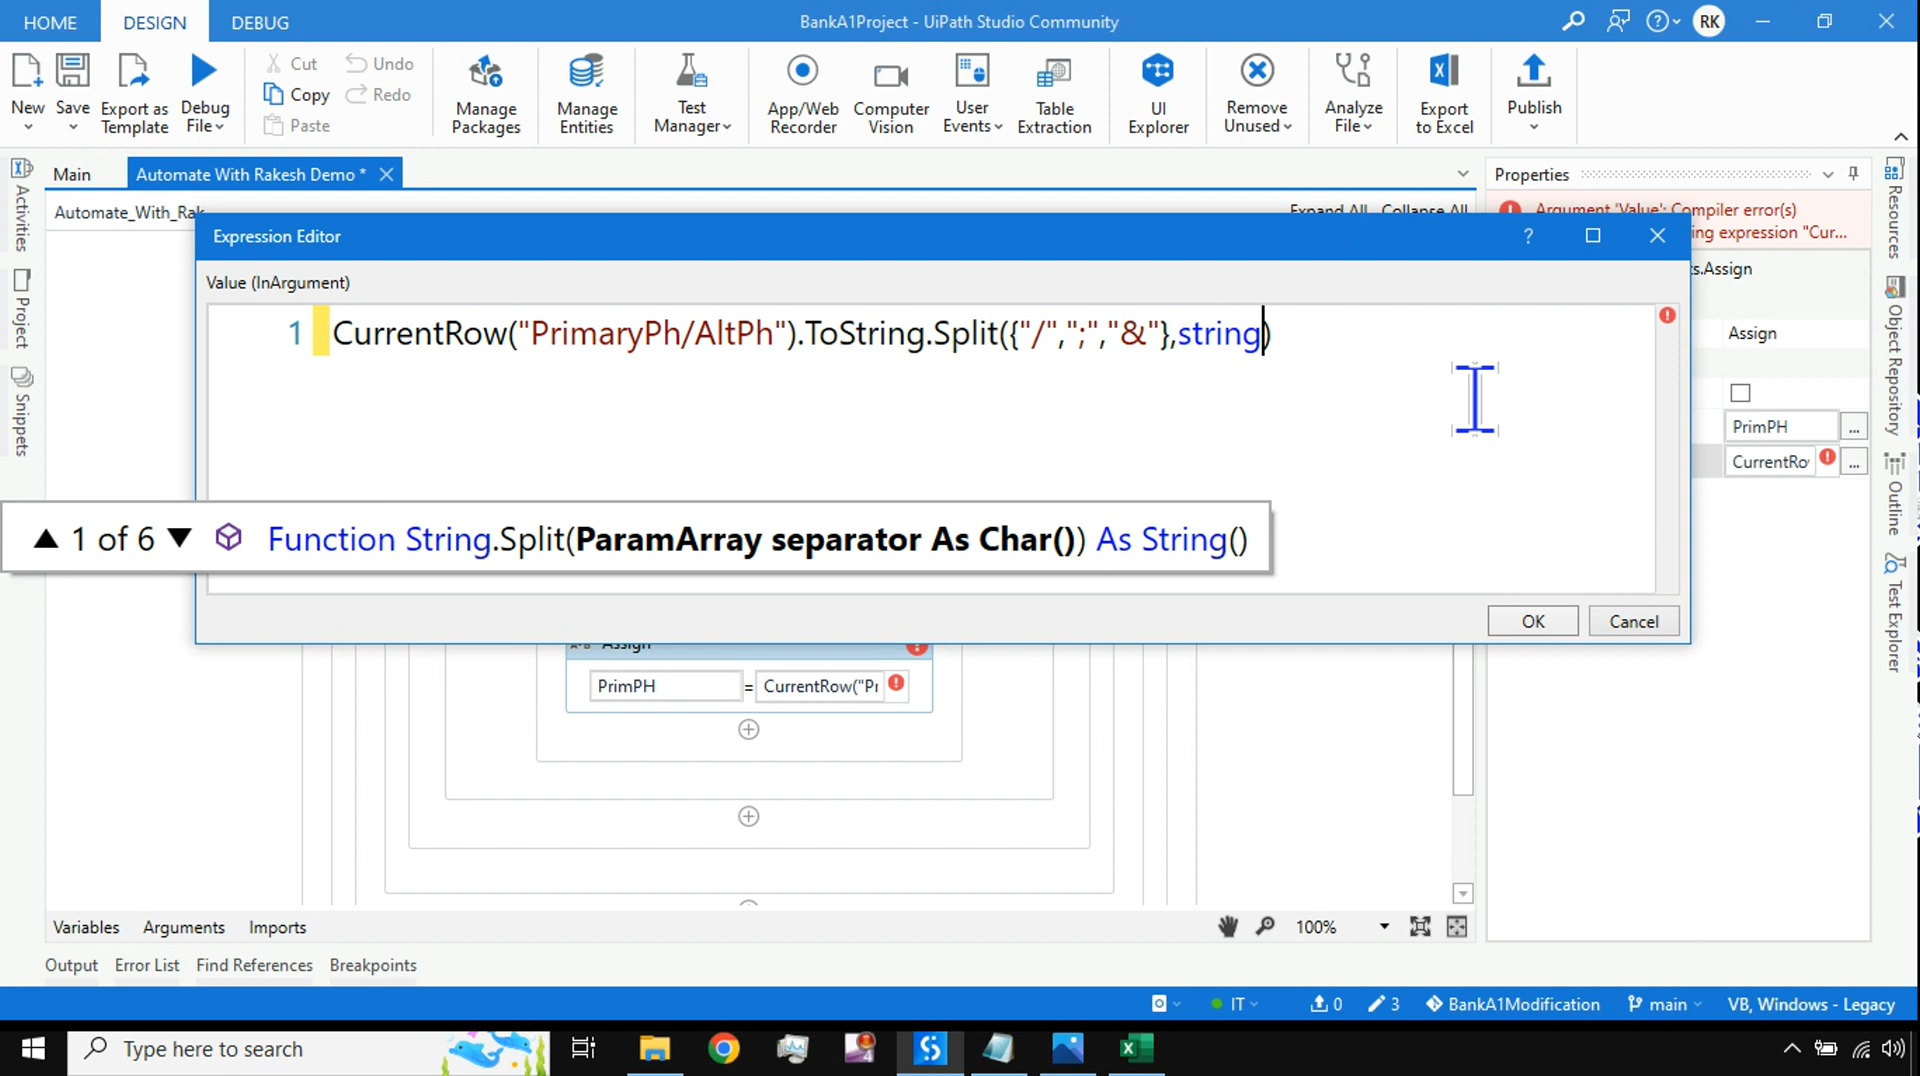 HOME DESIGN DEBUG
BankA1Project - UiPath Studio Community
RK
New
Save
Export as Template
Debug File
Cut
Copy
Paste
Undo
Redo
Manage Packages
Manage Entities
Test Manager
App/Web Recorder
Computer Vision
User Events
Table Extraction
UI Explorer
Remove Unused
Analyze File
Export to Excel
Publish
Main
Automate With Rakesh Demo *
Properties
Automate_With_Rak
Expand All Collapse All
Argument 'Value': Compiler error(s)
ing expression "Cur...
s.Assign
Activities
Project
Snippets
Resources
Object Repository
Outline
Test Explorer
Expression Editor
?
Value (InArgument)
1 CurrentRow("PrimaryPh/AltPh").ToString.Split({"/",";","&"},string)
Assign
PrimPH ...
CurrentRo ...
1 of 6 Function String.Split(ParamArray separator As Char()) As String()
OK Cancel
Assign
PrimPH = CurrentRow("Pr
Variables Arguments Imports
100%
Output Error List Find References Breakpoints
IT 0 3 BankA1Modification main VB, Windows - Legacy
Type here to search